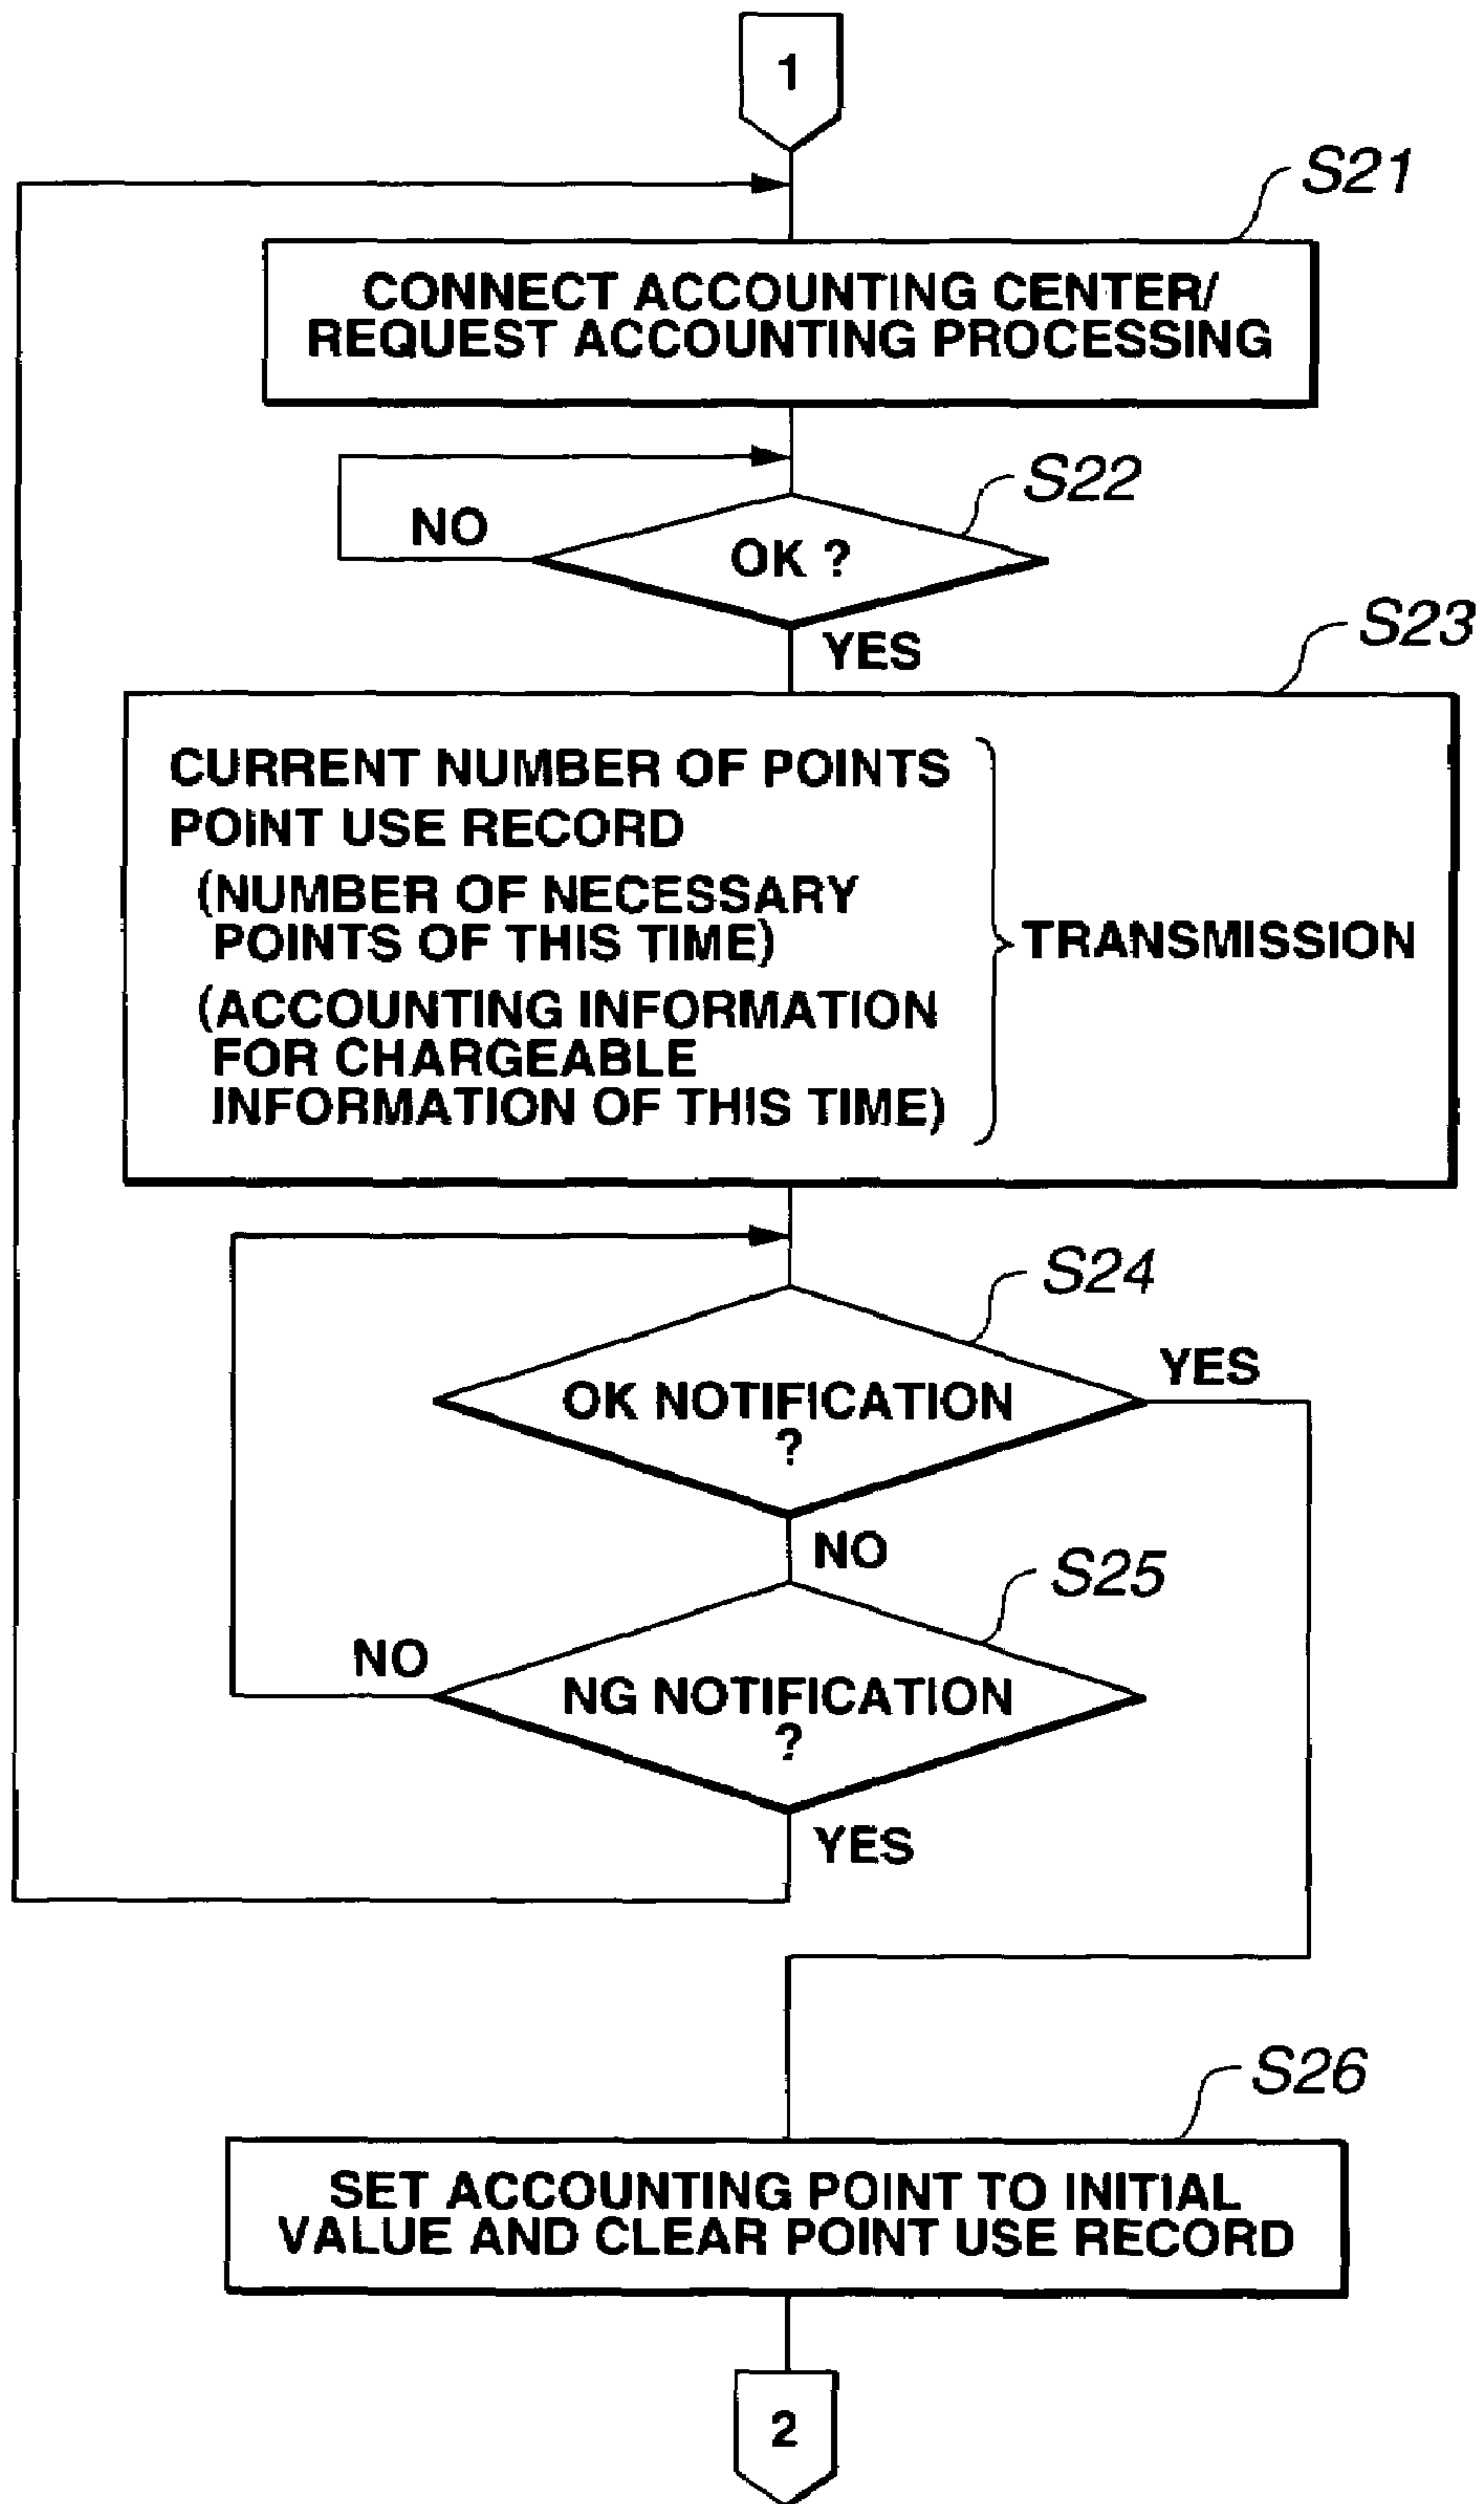 1
S21
CONNECT ACCOUNTING CENTER/
REQUEST ACCOUNTING PROCESSING
S22
NO
OK ?
YES
S23
CURRENT NUMBER OF POINTS
POINT USE RECORD
(NUMBER OF NECESSARY
POINTS OF THIS TIME)
TRANSMISSION
(ACCOUNTING INFORMATION
FOR CHARGEABLE
INFORMATION OF THIS TIME)
S24
YES
OK NOTIFICATION
?
NO
S25
NO
NG NOTIFICATION
?
YES
S26
SET ACCOUNTING POINT TO INITIAL
VALUE AND CLEAR POINT USE RECORD
2